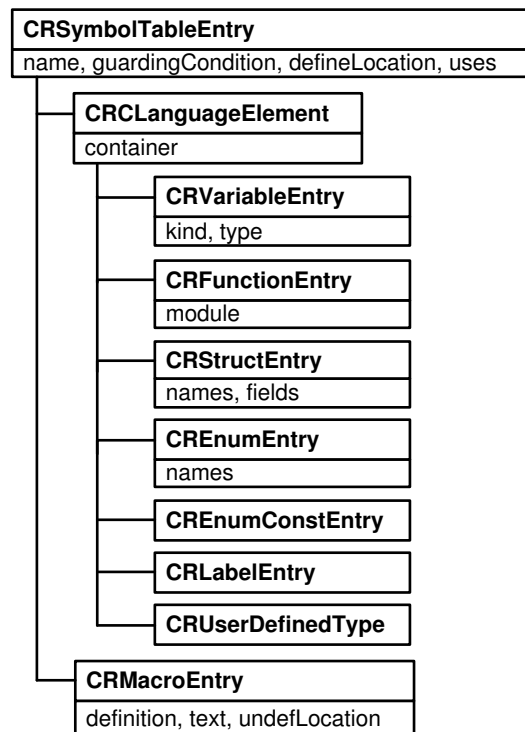 CRSymbolTableEntry
name, guardingCondition, defineLocation, uses
CRCLanguageElement
container
CRVariableEntry
kind, type
CRFunctionEntry
module
CRStructEntry
names, fields
CREnumEntry
names
CREnumConstEntry
CRLabelEntry
CRUserDefinedType
CRMacroEntry
definition, text, undefLocation